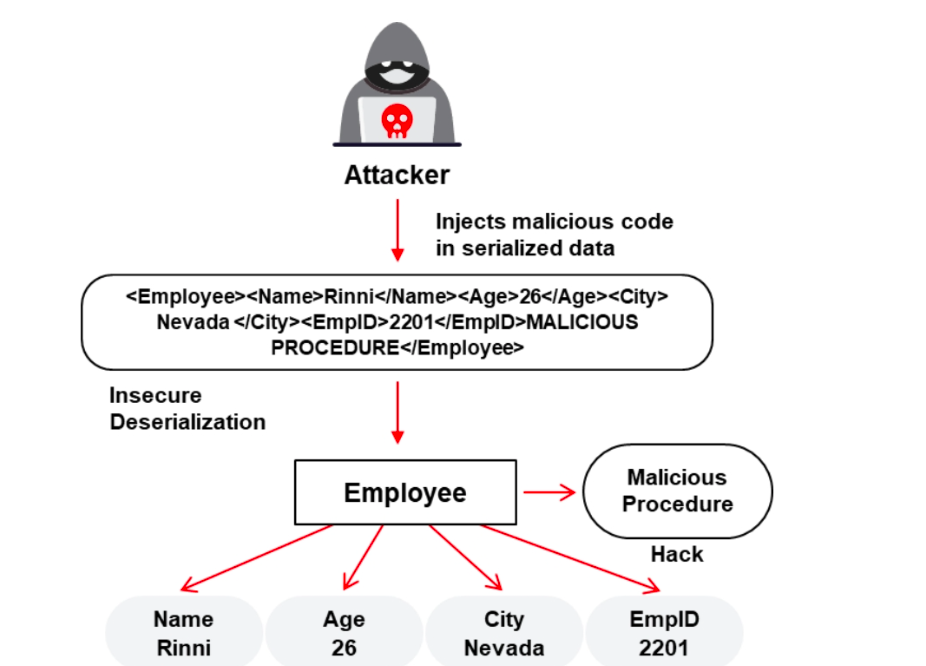 Attacker
Injects malicious code
in serialized data
<Employee><Name>Rinni</Name><Age>26</Age><City>
Nevada </City><EmpID>2201</EmpID>MALICIOUS
PROCEDURE</Employee>
Insecure
Deserialization
Employee
Malicious
Procedure
Hack
Name
Rinni
Age
26
City
Nevada
EmpID
2201